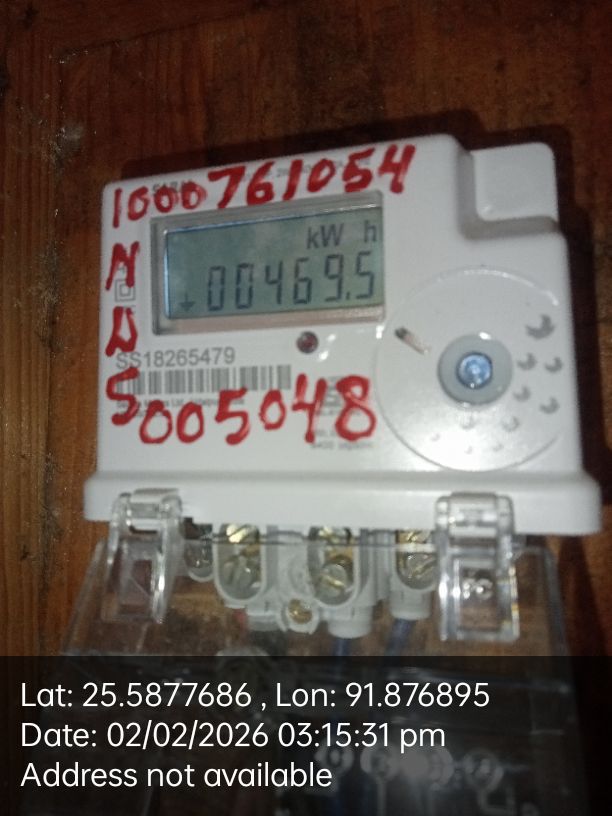 1000761054
kW h
00469.5
N
D
S
SS18265479
005048
Lat: 25.5877686 , Lon: 91.876895
Date: 02/02/2026 03:15:31 pm
Address not available